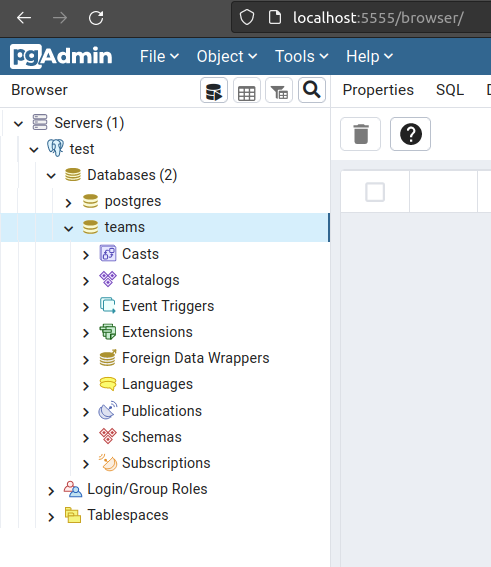 localhost:5555/browser/
pgAdmin File Object Tools Help
Browser Properties SQL
Servers (1)
test
Databases (2)
postgres
teams
Casts
Catalogs
Event Triggers
Extensions
Foreign Data Wrappers
Languages
Publications
Schemas
Subscriptions
Login/Group Roles
Tablespaces